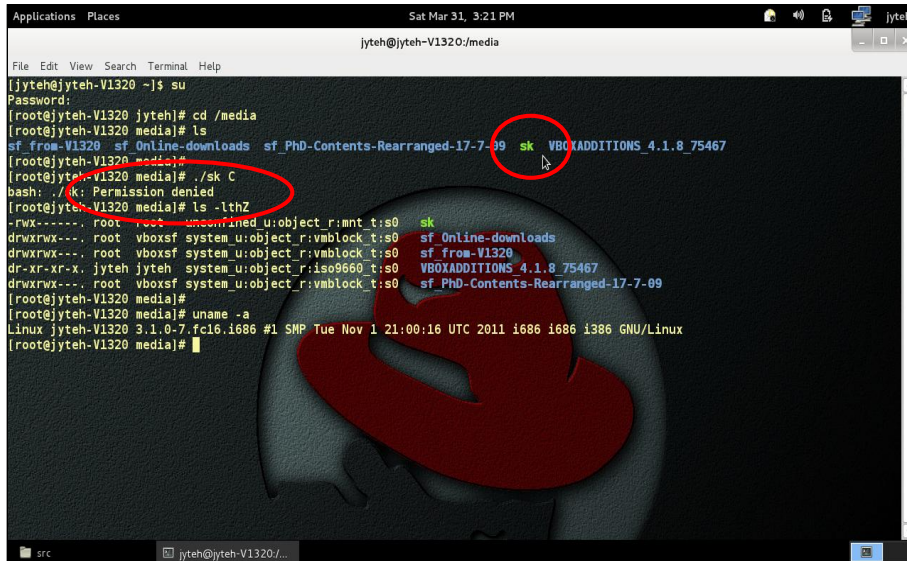 Applications Places Sat Mar 31, 3:21 PM jyteh
jyteh@jyteh-V1320:/media
File Edit View Search Terminal Help
[jyteh@jyteh-V1320 ~]$ su
Password:
[root@jyteh-V1320 jyteh]# cd /media
[root@jyteh-V1320 media]# ls
sf_from-V1320 sf_Online-downloads sf_PhD-Contents-Rearranged-17-7-09 sk VBOXADDITIONS_4.1.8_75467
[root@jyteh-V1320 media]#
[root@jyteh-V1320 media]# ./sk C
bash: ./sk: Permission denied
[root@jyteh-V1320 media]# ls -lthZ
-rwx------. root root unconfined_u:object_r:mnt_t:s0 sk
drwxrwx---. root vboxsf system_u:object_r:vmblock_t:s0 sf_Online-downloads
drwxrwx---. root vboxsf system_u:object_r:vmblock_t:s0 sf_from-V1320
dr-xr-xr-x. jyteh jyteh system_u:object_r:iso9660_t:s0 VBOXADDITIONS_4.1.8_75467
drwxrwx---. root vboxsf system_u:object_r:vmblock_t:s0 sf_PhD-Contents-Rearranged-17-7-09
[root@jyteh-V1320 media]#
[root@jyteh-V1320 media]# uname -a
Linux jyteh-V1320 3.1.0-7.fc16.i686 #1 SMP Tue Nov 1 21:00:16 UTC 2011 i686 i686 i386 GNU/Linux
[root@jyteh-V1320 media]#
src jyteh@jyteh-V1320:/...